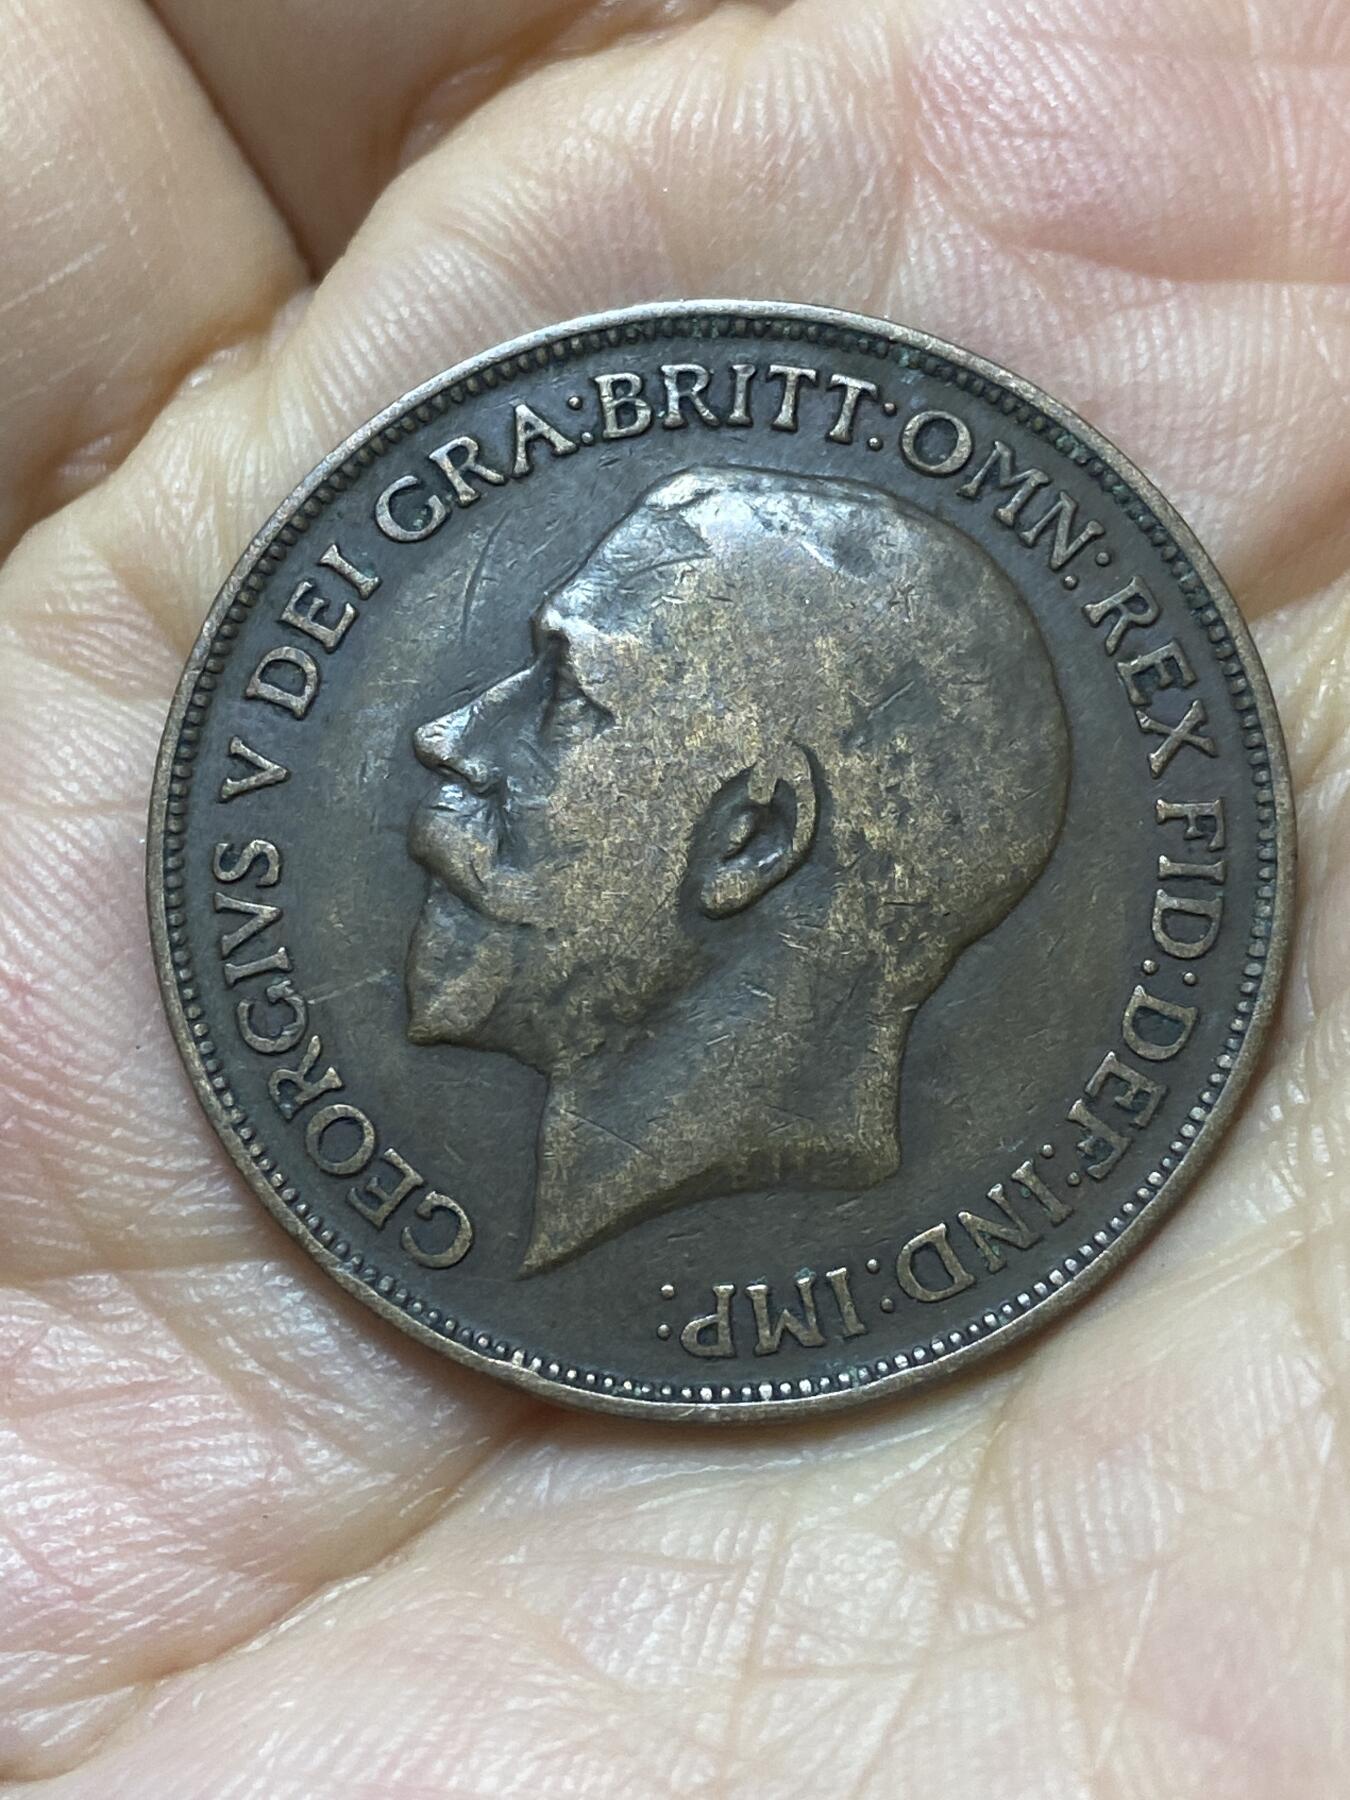 GEORGIVS V DEI GRA:BRITT:OMN:REX FID:DEF:IND:IMP: